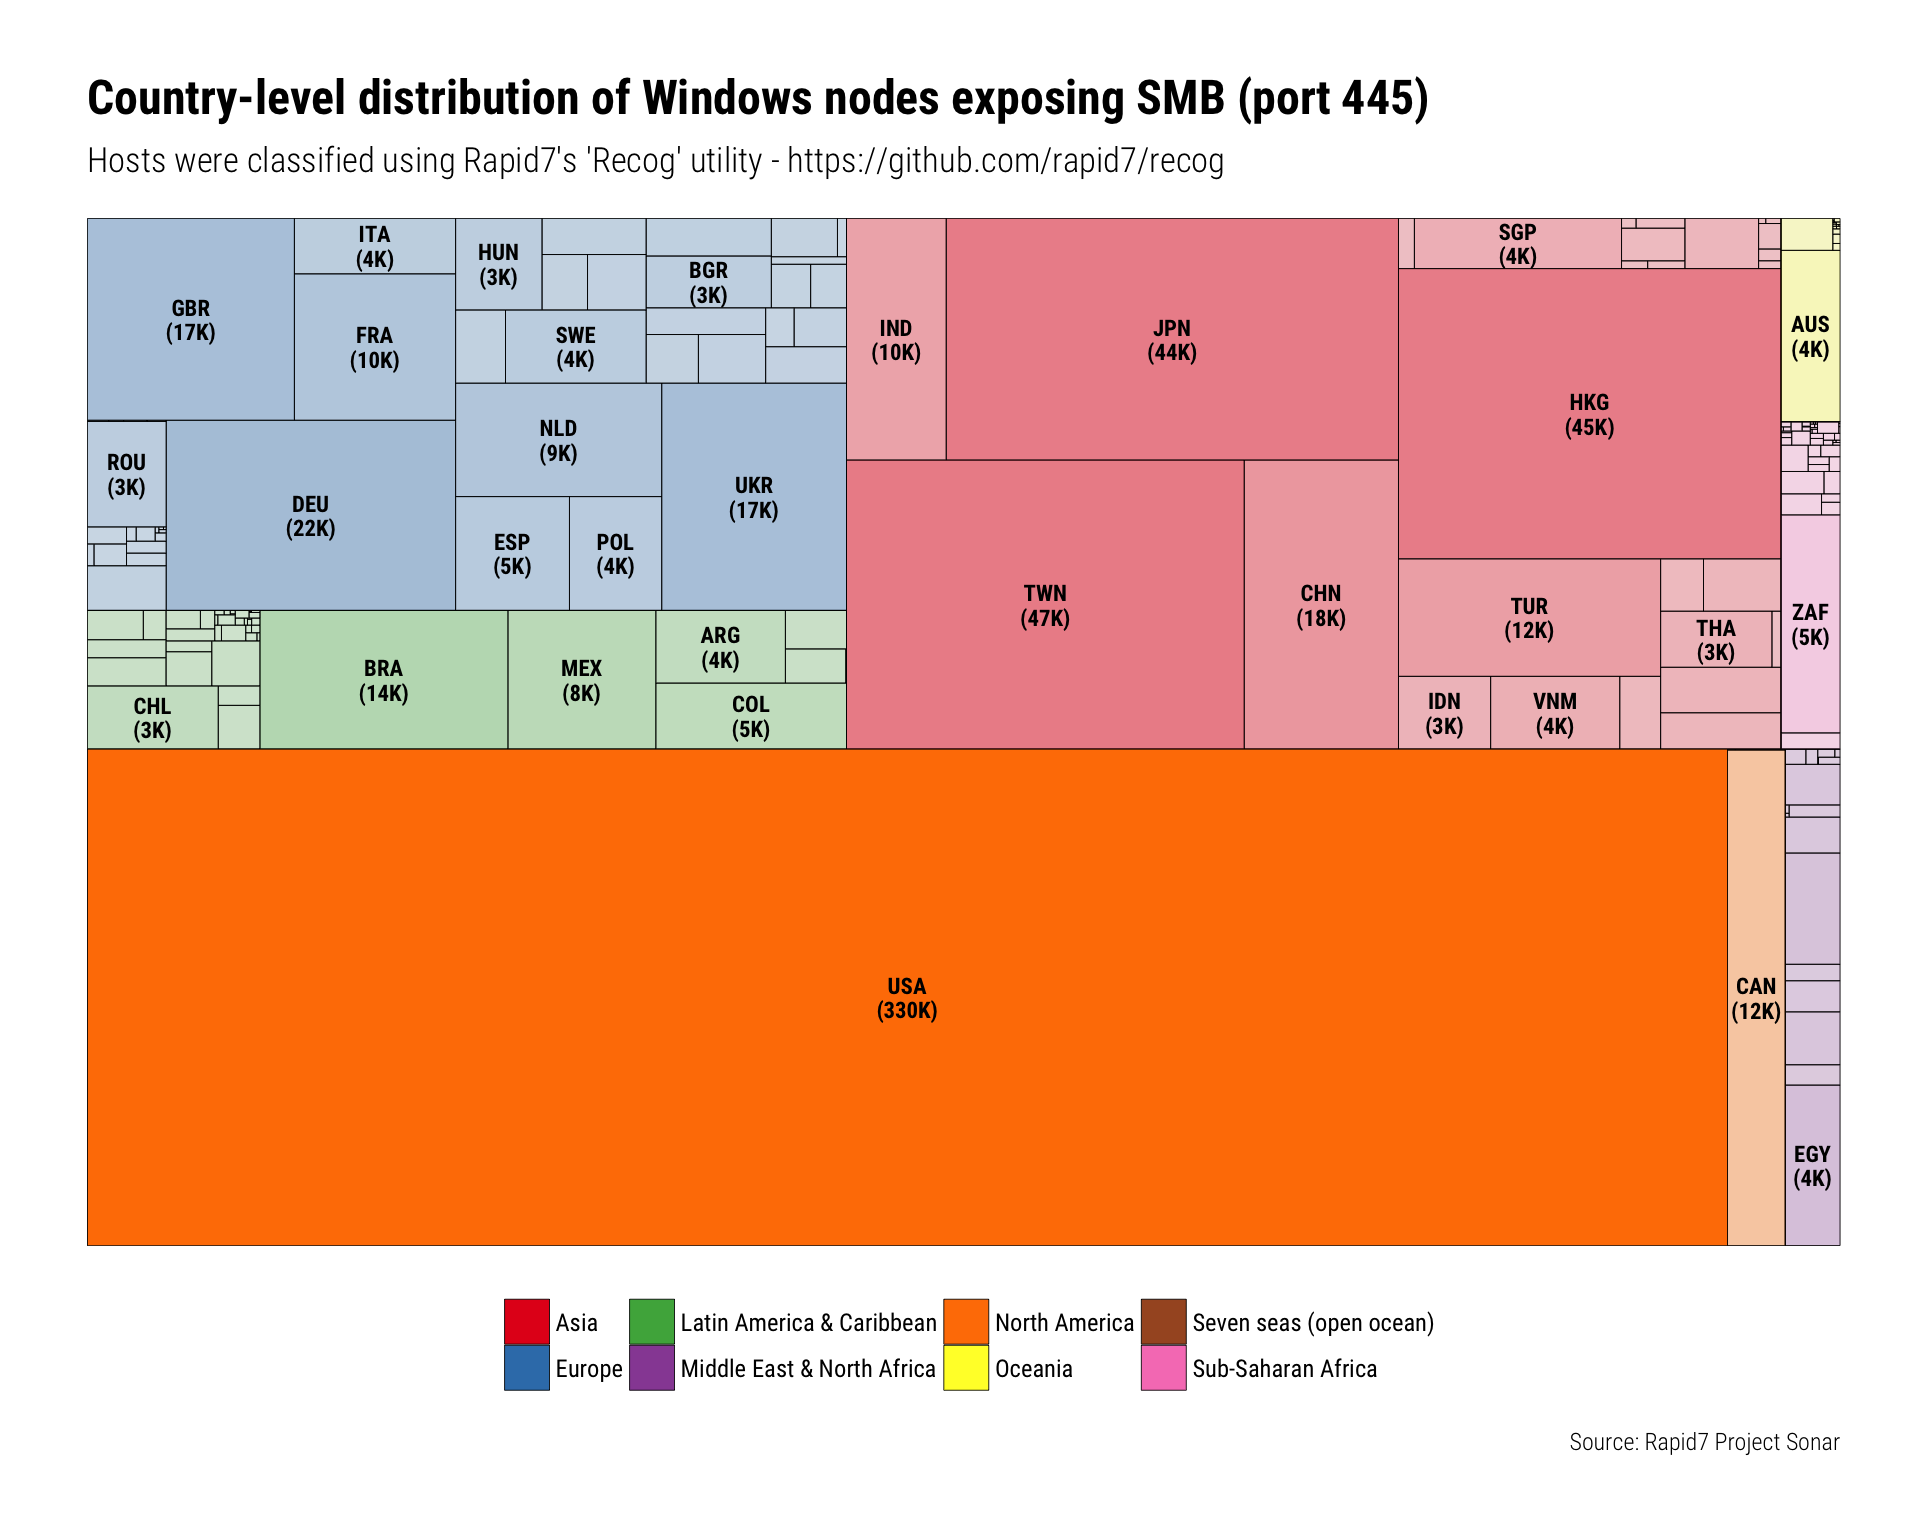 Country-level distribution of Windows nodes exposing SMB (port 445)
Hosts were classified using Rapid7's 'Recog' utility - https://github.com/rapid7/recog
GBR
(17K)
ITA
(4K)
FRA
(10K)
HUN
(3K)
SWE
(4K)
BGR
(3K)
ROU
(3K)
DEU
(22K)
NLD
(9K)
ESP
(5K)
POL
(4K)
UKR
(17K)
IND
(10K)
JPN
(44K)
SGP
(4K)
HKG
(45K)
AUS
(4K)
TWN
(47K)
CHN
(18K)
TUR
(12K)
THA
(3K)
IDN
(3K)
VNM
(4K)
ZAF
(5K)
CHL
(3K)
BRA
(14K)
MEX
(8K)
ARG
(4K)
COL
(5K)
USA
(330K)
CAN
(12K)
EGY
(4K)
Asia
Latin America & Caribbean
North America
Seven seas (open ocean)
Europe
Middle East & North Africa
Oceania
Sub-Saharan Africa
Source: Rapid7 Project Sonar